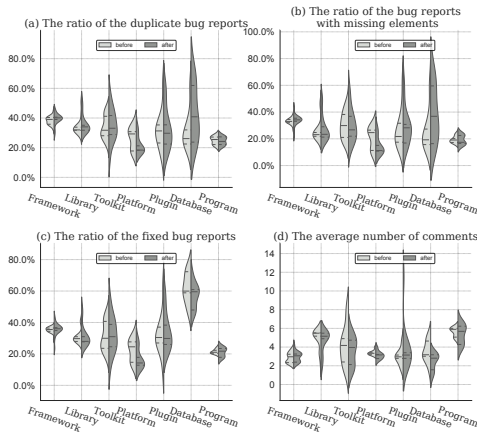 (a) The ratio of the duplicate bug reports
before after
80.0%
60.0%
40.0%
20.0%
0.0%
Framework Library Toolkit Platform Plugin Database Program
(b) The ratio of the bug reports
with missing elements
before after
100.0%
80.0%
60.0%
40.0%
20.0%
0.0%
Framework Library Toolkit Platform Plugin Database Program
(c) The ratio of the fixed bug reports
before after
80.0%
60.0%
40.0%
20.0%
0.0%
Framework Library Toolkit Platform Plugin Database Program
(d) The average number of comments
before after
14
12
10
8
6
4
2
0
Framework Library Toolkit Platform Plugin Database Program